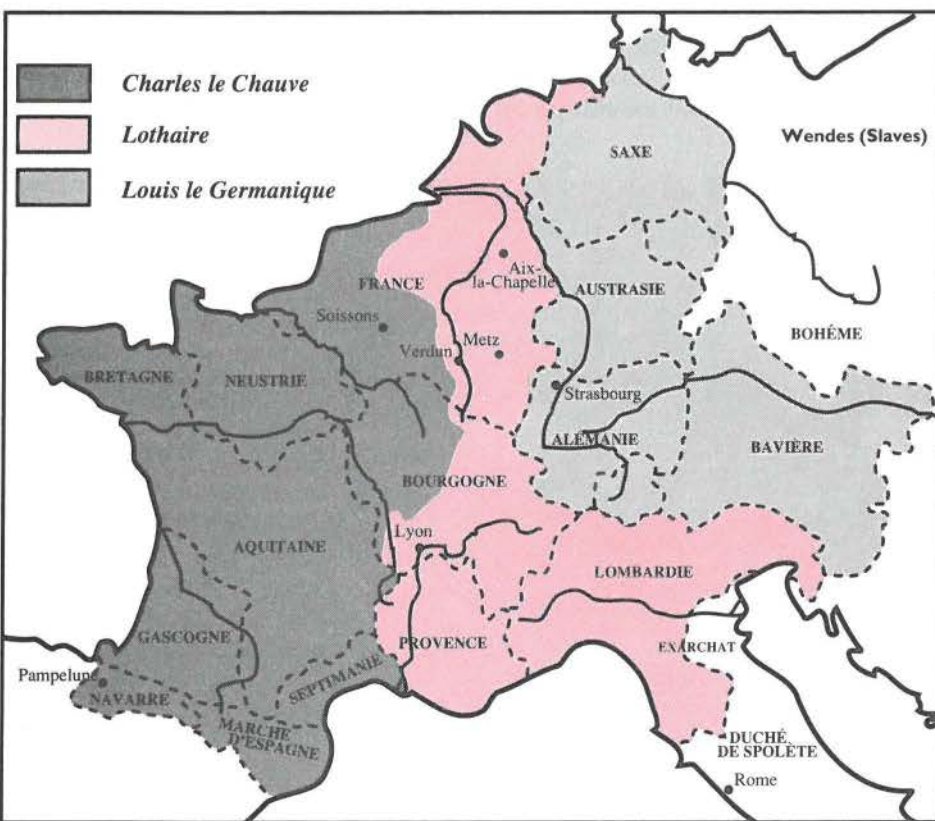 Charles le Chauve
Lothaire
Louis le Germanique
Wendes (Slaves)
SAXE
Aix-
la-Chapelle
AUSTRASIE
FRANCE
Soissons
BOHÉME
Verdun
Metz
BRETAGNE
NEUSTRIE
Strasbourg
ALÉMANIE
BAVIÈRE
BOURGOGNE
Lyon
AQUITAINE
LOMBARDIE
GASCOGNE
PROVENCE
EXARCHAT
Pampelune
SEPTIMANIE
NAVARRE
MARCHE
D'ESPAGNE
DUCHÉ
DE SPOLÈTE
Rome